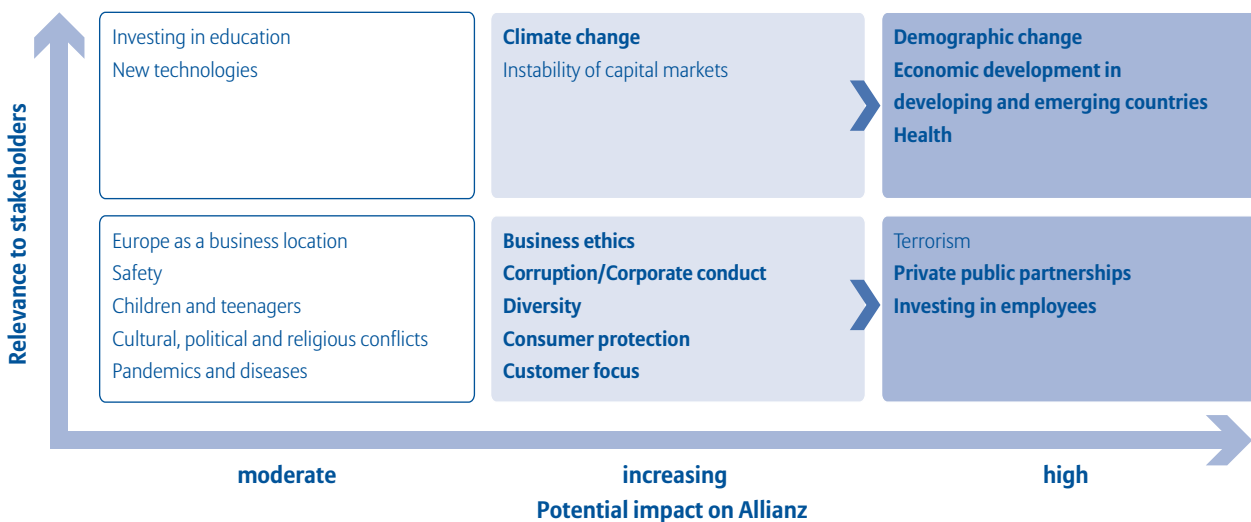 Relevance to stakeholders
Investing in education
New technologies
Climate change
Instability of capital markets
Demographic change
Economic development in
developing and emerging countries
Health
Europe as a business location
Safety
Children and teenagers
Cultural, political and religious conflicts
Pandemics and diseases
Business ethics
Corruption/Corporate conduct
Diversity
Consumer protection
Customer focus
Terrorism
Private public partnerships
Investing in employees
moderate
increasing
high
Potential impact on Allianz